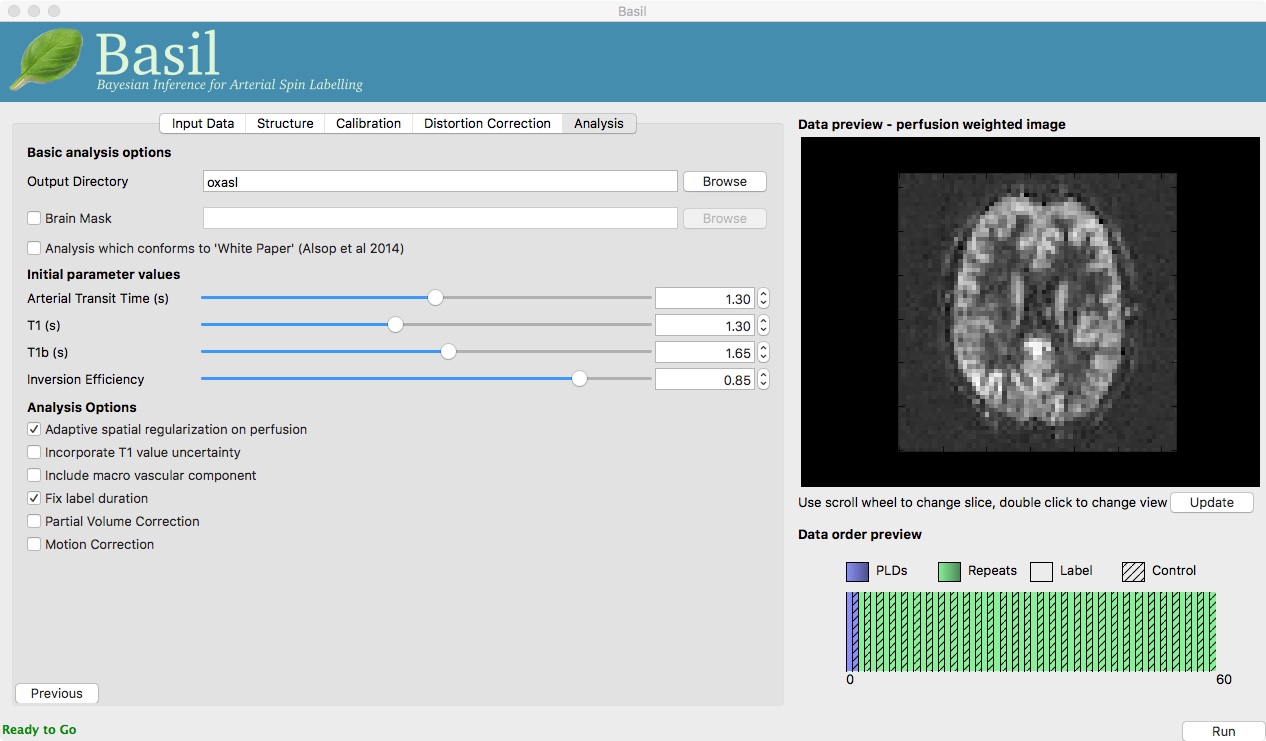 Basil
Basil
Bayesian Inference for Arterial Spin Labelling
Input Data Structure Calibration Distortion Correction Analysis
Basic analysis options
Output Directory oxasl Browse
Brain Mask Browse
Analysis which conforms to 'White Paper' (Alsop et al 2014)
Initial parameter values
Arterial Transit Time (s) 1.30
T1 (s) 1.30
T1b (s) 1.65
Inversion Efficiency 0.85
Analysis Options
Adaptive spatial regularization on perfusion
Incorporate T1 value uncertainty
Include macro vascular component
Fix label duration
Partial Volume Correction
Motion Correction
Previous
Data preview - perfusion weighted image
Use scroll wheel to change slice, double click to change view Update
Data order preview
PLDs Repeats Label Control
0 60
Ready to Go
Run